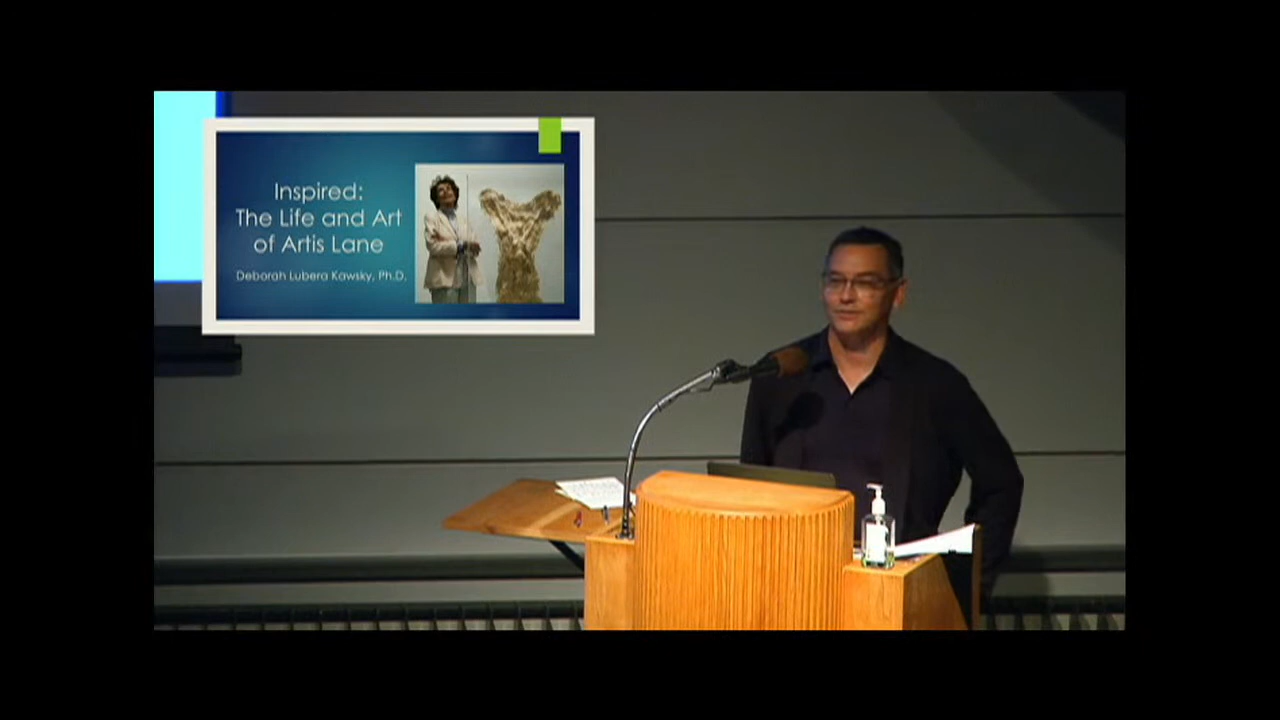 Inspired:
The Life and Art
of Artis Lane
Deborah Lubera Kawsky, Ph.D.